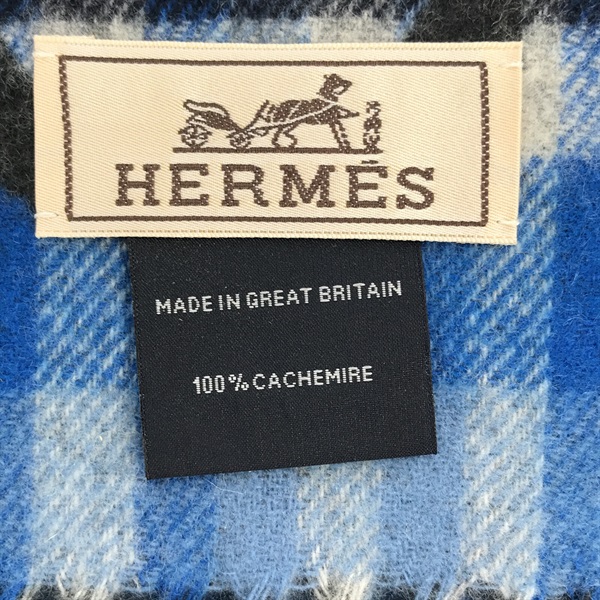 HERMÈS
MADE IN GREAT BRITAIN
100% CACHEMIRE